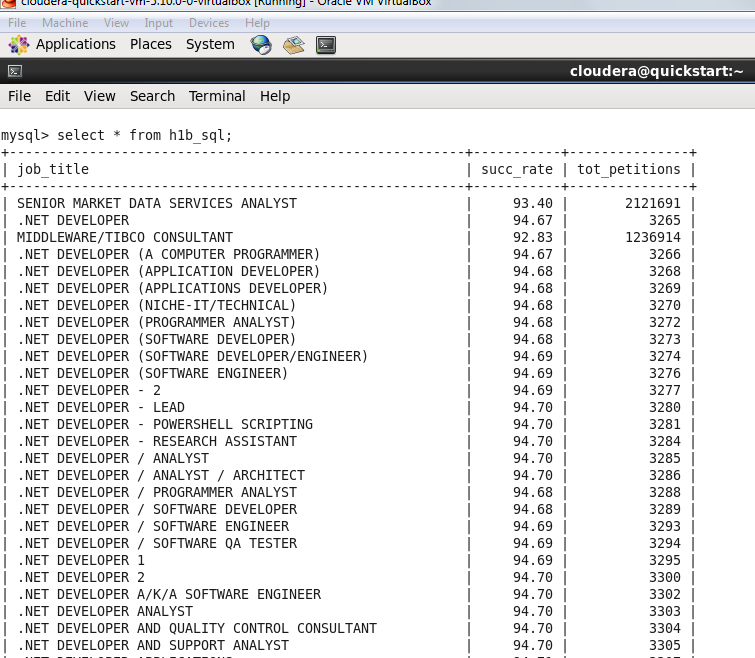 cloudera-quickstart-vm-5.10.0-0-virtualbox [Running] - Oracle VM VirtualBox
File Machine View Input Devices Help
Applications Places System
cloudera@quickstart:~
File Edit View Search Terminal Help
mysql> select * from h1b_sql;
+---------------------------------------------------------+-----------+---------------+
| job_title | succ_rate | tot_petitions |
+---------------------------------------------------------+-----------+---------------+
| SENIOR MARKET DATA SERVICES ANALYST | 93.40 | 2121691 |
| .NET DEVELOPER | 94.67 | 3265 |
| MIDDLEWARE/TIBCO CONSULTANT | 92.83 | 1236914 |
| .NET DEVELOPER (A COMPUTER PROGRAMMER) | 94.67 | 3266 |
| .NET DEVELOPER (APPLICATION DEVELOPER) | 94.68 | 3268 |
| .NET DEVELOPER (APPLICATIONS DEVELOPER) | 94.68 | 3269 |
| .NET DEVELOPER (NICHE-IT/TECHNICAL) | 94.68 | 3270 |
| .NET DEVELOPER (PROGRAMMER ANALYST) | 94.68 | 3272 |
| .NET DEVELOPER (SOFTWARE DEVELOPER) | 94.68 | 3273 |
| .NET DEVELOPER (SOFTWARE DEVELOPER/ENGINEER) | 94.69 | 3274 |
| .NET DEVELOPER (SOFTWARE ENGINEER) | 94.69 | 3276 |
| .NET DEVELOPER - 2 | 94.69 | 3277 |
| .NET DEVELOPER - LEAD | 94.70 | 3280 |
| .NET DEVELOPER - POWERSHELL SCRIPTING | 94.70 | 3281 |
| .NET DEVELOPER - RESEARCH ASSISTANT | 94.70 | 3284 |
| .NET DEVELOPER / ANALYST | 94.70 | 3285 |
| .NET DEVELOPER / ANALYST / ARCHITECT | 94.70 | 3286 |
| .NET DEVELOPER / PROGRAMMER ANALYST | 94.68 | 3288 |
| .NET DEVELOPER / SOFTWARE DEVELOPER | 94.68 | 3289 |
| .NET DEVELOPER / SOFTWARE ENGINEER | 94.69 | 3293 |
| .NET DEVELOPER / SOFTWARE QA TESTER | 94.69 | 3294 |
| .NET DEVELOPER 1 | 94.69 | 3295 |
| .NET DEVELOPER 2 | 94.70 | 3300 |
| .NET DEVELOPER A/K/A SOFTWARE ENGINEER | 94.70 | 3302 |
| .NET DEVELOPER ANALYST | 94.70 | 3303 |
| .NET DEVELOPER AND QUALITY CONTROL CONSULTANT | 94.70 | 3304 |
| .NET DEVELOPER AND SUPPORT ANALYST | 94.70 | 3305 |